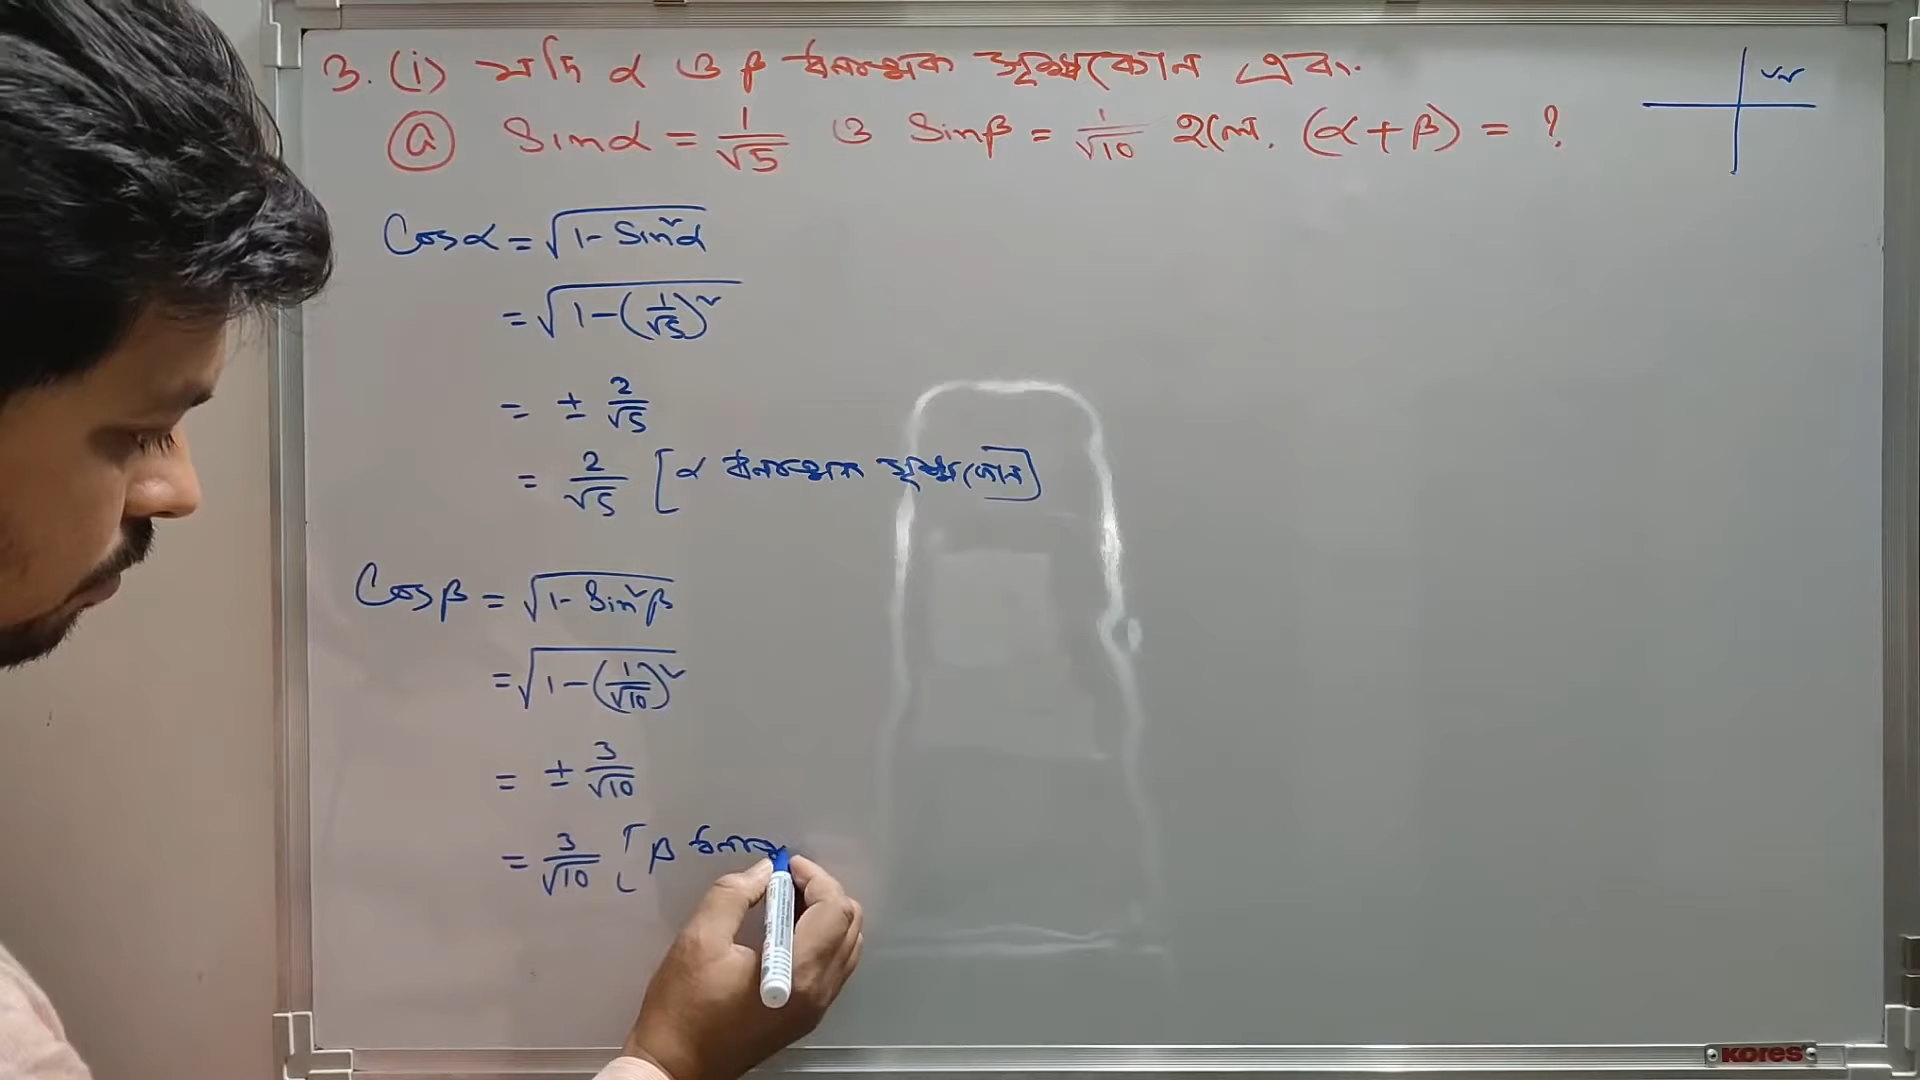 3. (i) যদি α ও β ধনাত্মক সূক্ষ্মকোন এবং
ⓐ Sinα = 1/√5 ও Sinβ = 1/√10 হলে, (α+β) = ?
Cosα = √(1 - Sin²α)
= √(1 - (1/√5)²)
= ± 2/√5
= 2/√5 [α ধনাত্মক সূক্ষ্মকোন]
Cosβ = √(1 - Sin²β)
= √(1 - (1/√10)²)
= ± 3/√10
= 3/√10 [β ধনাত্ম
KORES